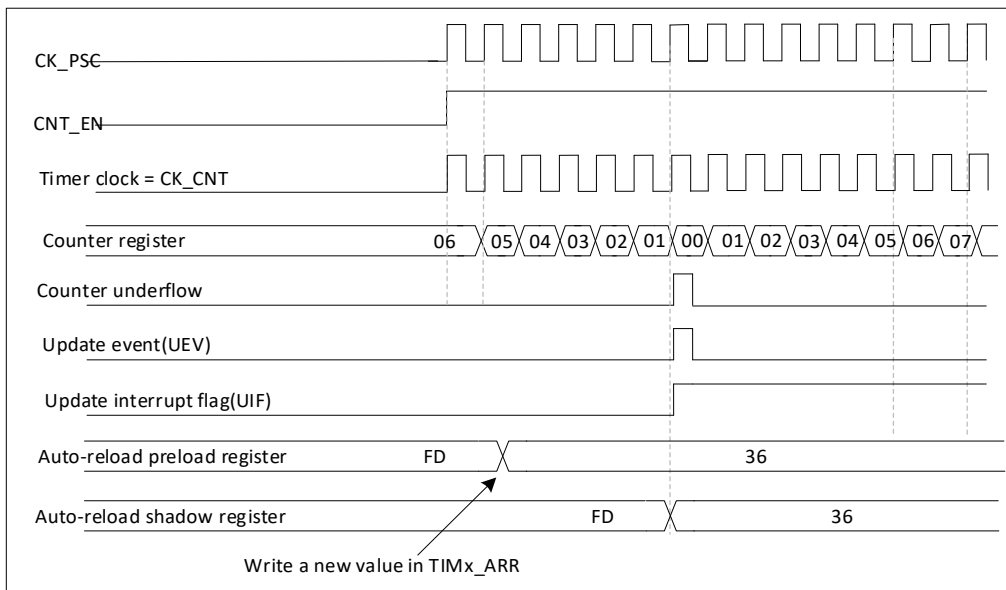 CK_PSC
CNT_EN
Timer clock = CK_CNT
Counter register 06 05 04 03 02 01 00 01 02 03 04 05 06 07
Counter underflow
Update event(UEV)
Update interrupt flag(UIF)
Auto-reload preload register FD 36
Auto-reload shadow register FD 36
Write a new value in TIMx_ARR